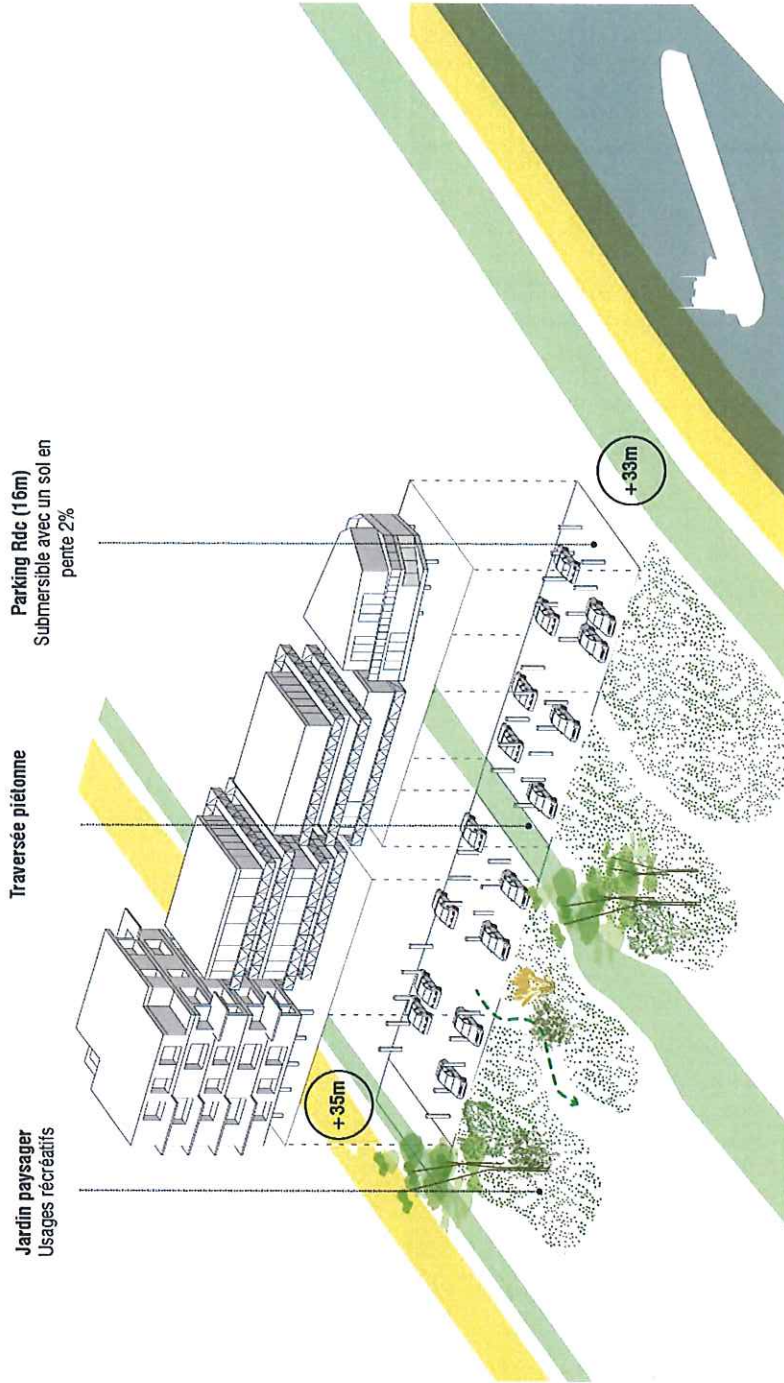 Jardin paysager
Usages récréatifs
Traversée piétonne
Parking Rdc (16m)
Submersible avec un sol en
pente 2%
+35m
+33m